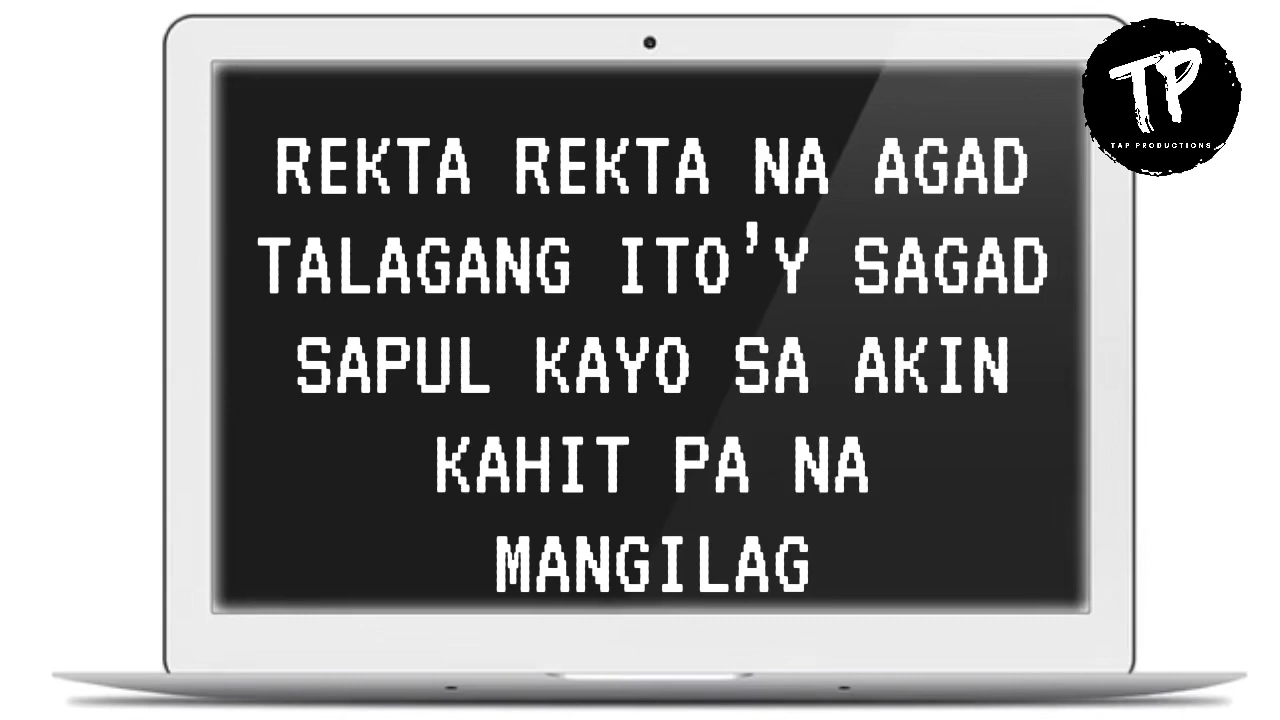 REKTA REKTA NA AGAD
TALAGANG ITO'Y SAGAD
SAPUL KAYO SA AKIN
KAHIT PA NA
MANGILAG
TP
TAP PRODUCTIONS